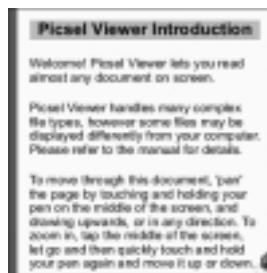 Picsel Viewer Introduction
Welcome! Picsel Viewer lets you read
almost any document on screen.
Picsel Viewer handles many complex
file types, however some files may be
displayed differently from your computer.
Please refer to the manual for details.
To move through this document, 'pan'
the page by touching and holding your
pen on the middle of the screen, and
drawing upwards, or in any direction. To
zoom in, tap the middle of the screen,
let go and then quickly touch and hold
your pen again and move it up or down.